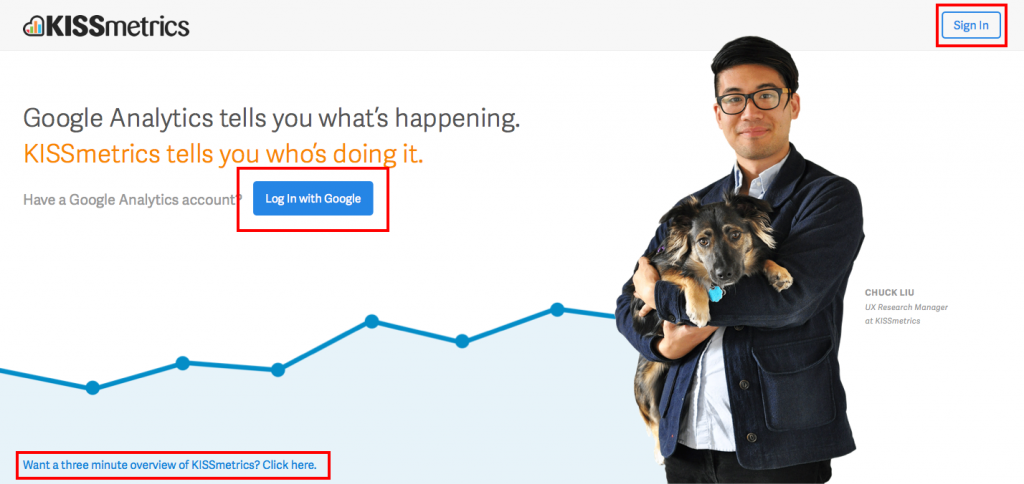 KISSmetrics
Sign In
Google Analytics tells you what's happening.
KISSmetrics tells you who's doing it.
Have a Google Analytics account?
Log In with Google
CHUCK LIU
UX Research Manager
at KISSmetrics
Want a three minute overview of KISSmetrics? Click here.